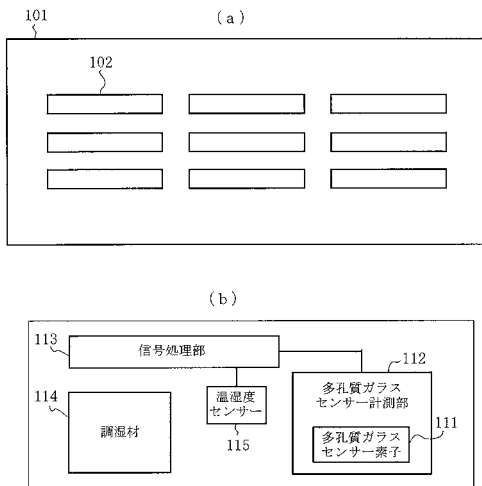 (a)
101
102
(b)
113
信号処理部
112
114
調湿材
温湿度
センサー
115
多孔質ガラス
センサー計測部
111
多孔質ガラス
センサー素子